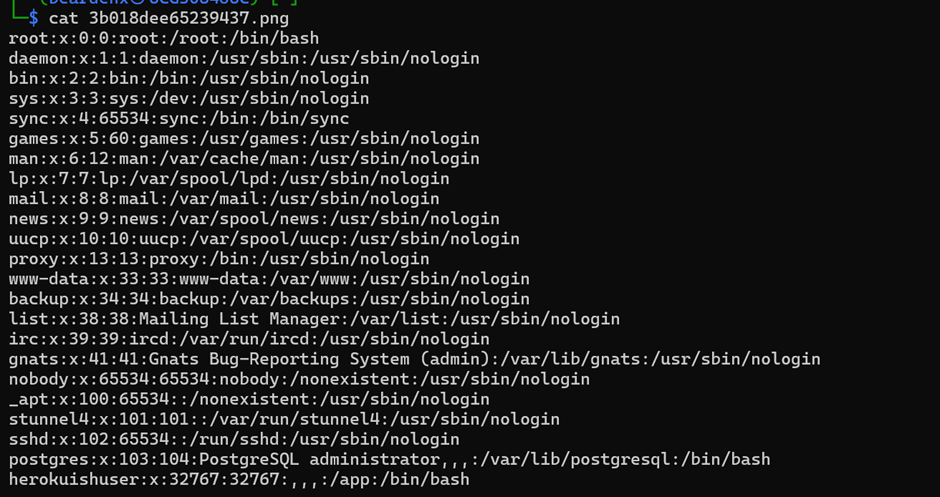 $ cat 3b018dee65239437.png
root:x:0:0:root:/root:/bin/bash
daemon:x:1:1:daemon:/usr/sbin:/usr/sbin/nologin
bin:x:2:2:bin:/bin:/usr/sbin/nologin
sys:x:3:3:sys:/dev:/usr/sbin/nologin
sync:x:4:65534:sync:/bin:/bin/sync
games:x:5:60:games:/usr/games:/usr/sbin/nologin
man:x:6:12:man:/var/cache/man:/usr/sbin/nologin
lp:x:7:7:lp:/var/spool/lpd:/usr/sbin/nologin
mail:x:8:8:mail:/var/mail:/usr/sbin/nologin
news:x:9:9:news:/var/spool/news:/usr/sbin/nologin
uucp:x:10:10:uucp:/var/spool/uucp:/usr/sbin/nologin
proxy:x:13:13:proxy:/bin:/usr/sbin/nologin
www-data:x:33:33:www-data:/var/www:/usr/sbin/nologin
backup:x:34:34:backup:/var/backups:/usr/sbin/nologin
list:x:38:38:Mailing List Manager:/var/list:/usr/sbin/nologin
irc:x:39:39:ircd:/var/run/ircd:/usr/sbin/nologin
gnats:x:41:41:Gnats Bug-Reporting System (admin):/var/lib/gnats:/usr/sbin/nologin
nobody:x:65534:65534:nobody:/nonexistent:/usr/sbin/nologin
_apt:x:100:65534::/nonexistent:/usr/sbin/nologin
stunnel4:x:101:101::/var/run/stunnel4:/usr/sbin/nologin
sshd:x:102:65534::/run/sshd:/usr/sbin/nologin
postgres:x:103:104:PostgreSQL administrator,,,:/var/lib/postgresql:/bin/bash
herokuishuser:x:32767:32767:,,,:/app:/bin/bash